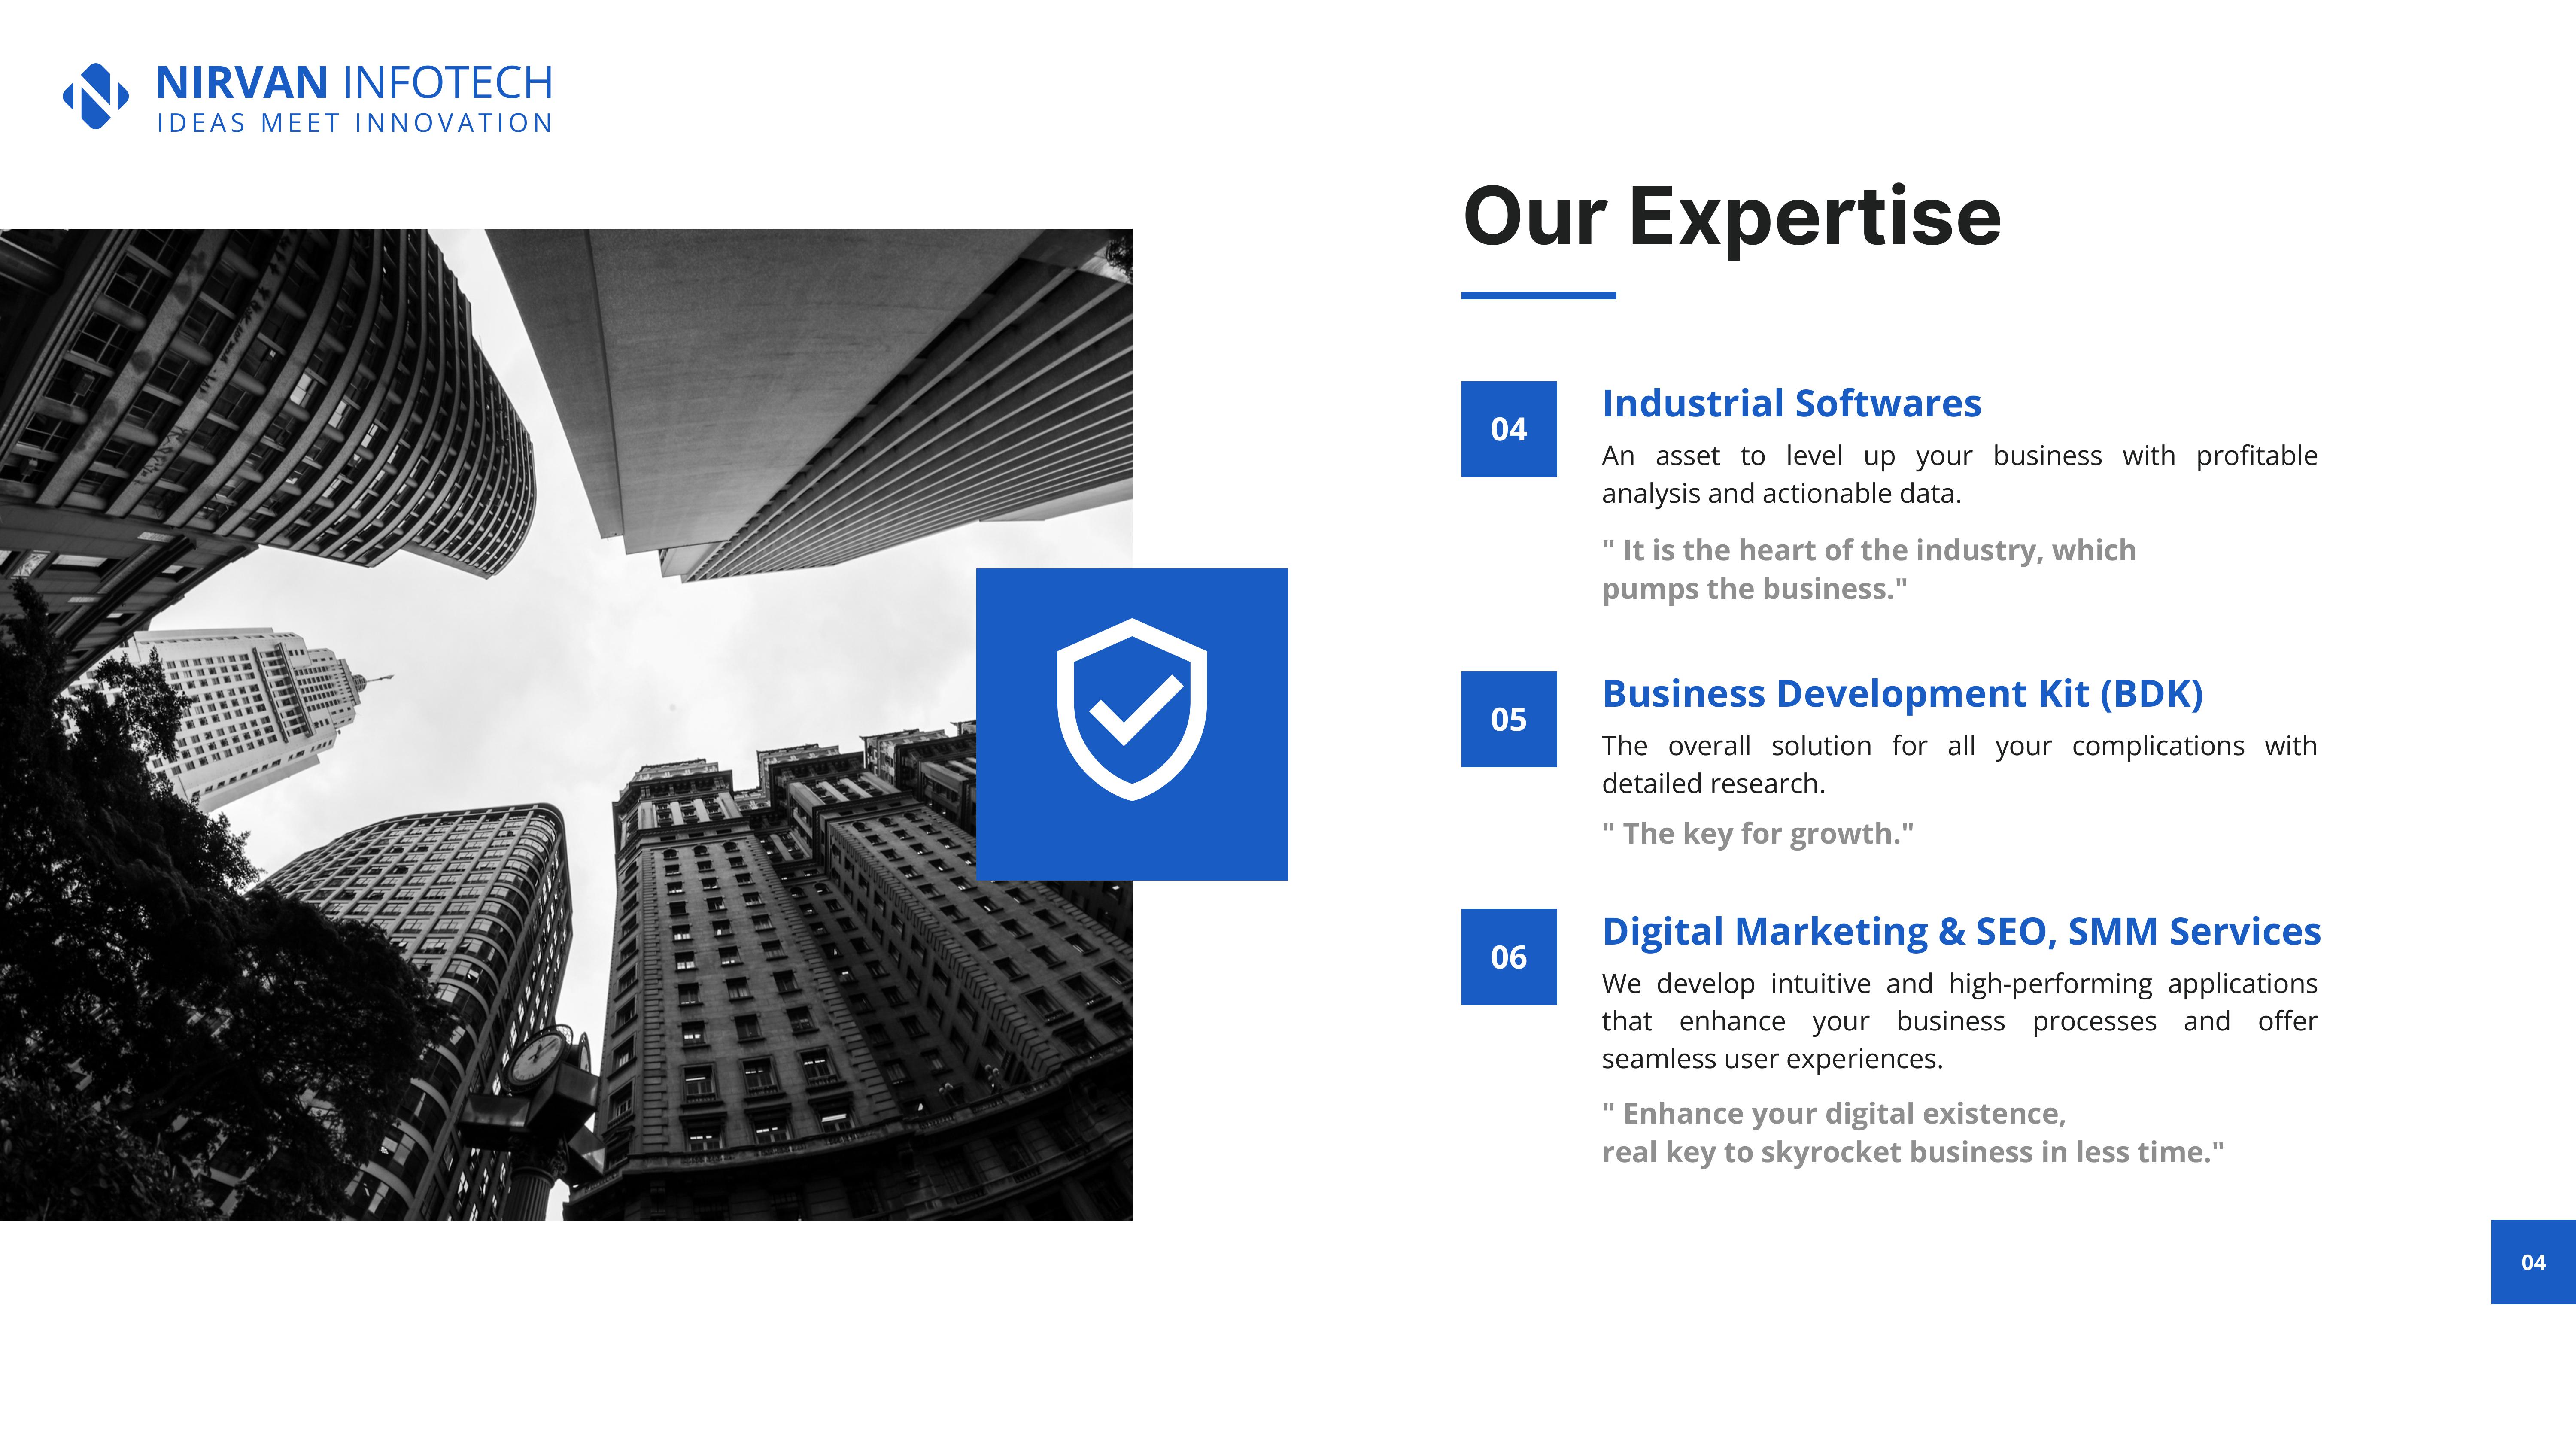 NIRVAN INFOTECH
IDEAS MEET INNOVATION
Our Expertise
04
Industrial Softwares
An asset to level up your business with profitable
analysis and actionable data.
" It is the heart of the industry, which
pumps the business."
05
Business Development Kit (BDK)
The overall solution for all your complications with
detailed research.
" The key for growth."
06
Digital Marketing & SEO, SMM Services
We develop intuitive and high-performing applications
that enhance your business processes and offer
seamless user experiences.
" Enhance your digital existence,
real key to skyrocket business in less time."
04